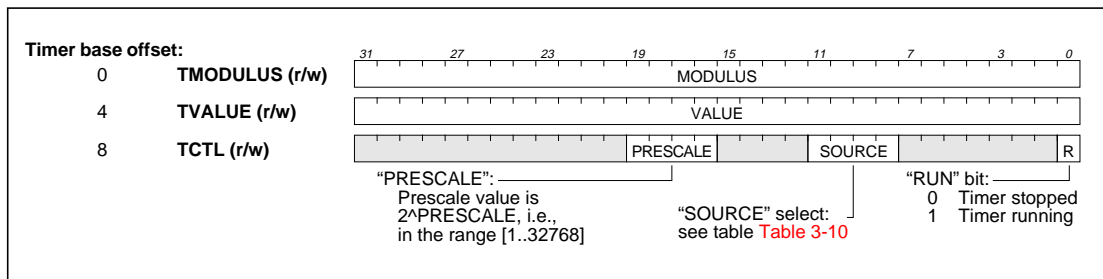 Timer base offset:
31 27 23 19 15 11 7 3 0
0 TMODULUS (r/w) MODULUS
4 TVALUE (r/w) VALUE
8 TCTL (r/w) PRESCALE SOURCE R
“PRESCALE”:
Prescale value is
2^PRESCALE, i.e.,
in the range [1..32768]
“SOURCE” select:
see table Table 3-10
“RUN” bit:
0 Timer stopped
1 Timer running